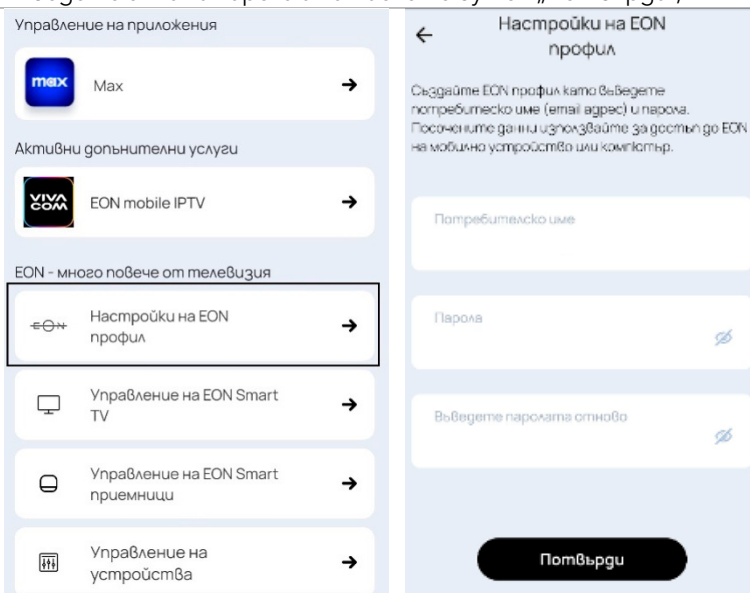 Управление на приложения
max
Max
Активни допълнителни услуги
VIVA
COM
EON mobile IPTV
EON - много повече от телевизия
EON
Настройки на EON
профил
Управление на EON Smart
TV
Управление на EON Smart
приемници
Управление на
устройства
Настройки на EON
профил
Създайте EON профил като въведете
потребитеско име (email адрес) и парола.
Посочените данни използвайте за достъп до EON
на мобилно устройство или компютър.
Потребителско име
Парола
Въведете паролата отново
Потвърди